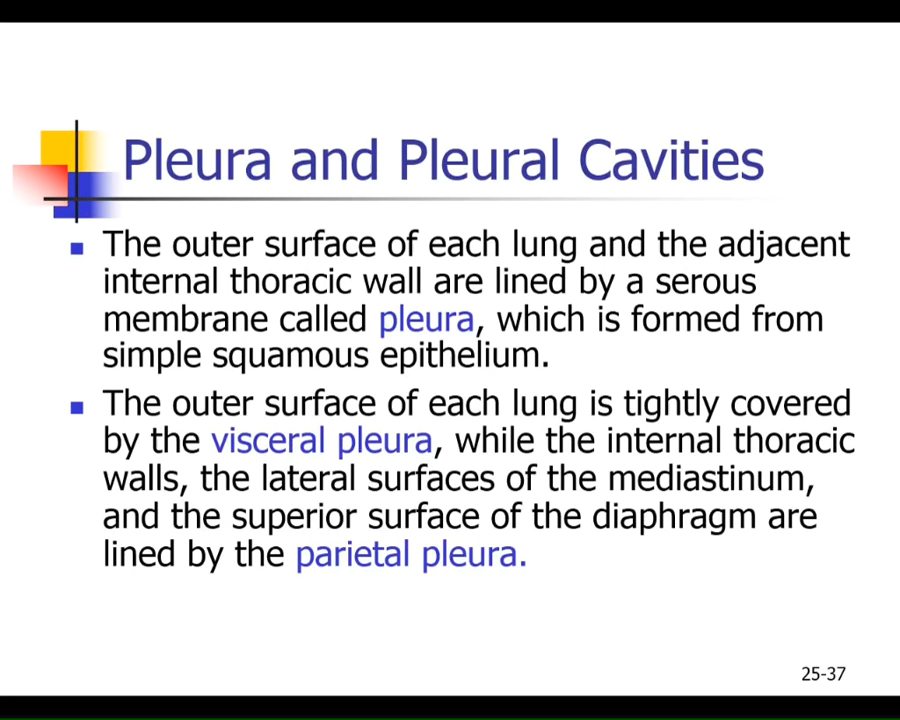 Pleura and Pleural Cavities
The outer surface of each lung and the adjacent
internal thoracic wall are lined by a serous
membrane called pleura, which is formed from
simple squamous epithelium.
The outer surface of each lung is tightly covered
by the visceral pleura, while the internal thoracic
walls, the lateral surfaces of the mediastinum,
and the superior surface of the diaphragm are
lined by the parietal pleura.
25-37